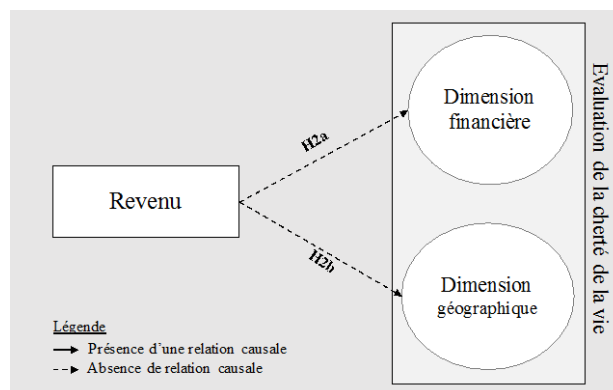 Dimension
financière
H2a
Revenu
H2b
Dimension
géographique
Evaluation de la cherté de la vie
Légende
Présence d'une relation causale
Absence de relation causale